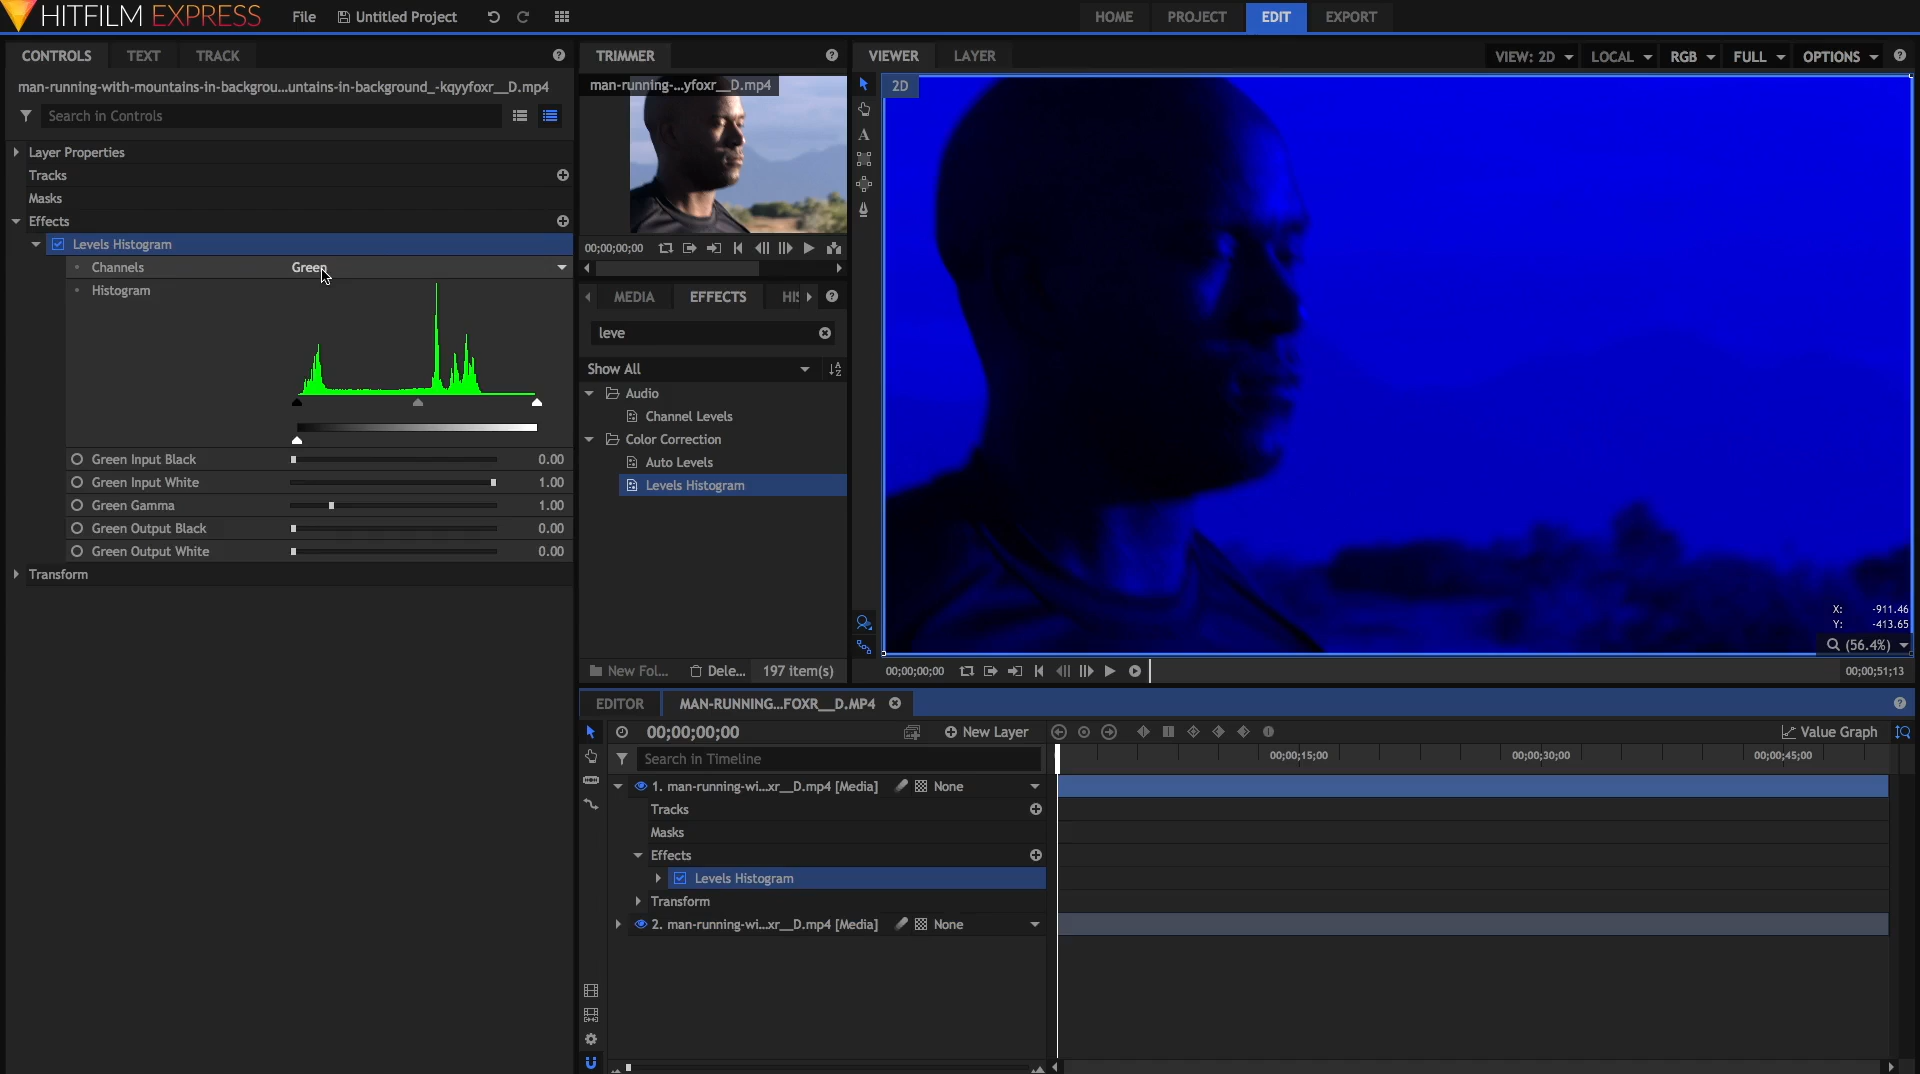 HITFILM EXPRESS
File
Untitled Project
HOME
PROJECT
EDIT
EXPORT
CONTROLS
TEXT
TRACK
man-running-with-mountains-in-backgrou...untains-in-background_-kqyyfoxr__D.mp4
Search in Controls
Layer Properties
Tracks
Masks
Effects
Levels Histogram
Channels
Green
Histogram
Green Input Black
0.00
Green Input White
1.00
Green Gamma
1.00
Green Output Black
0.00
Green Output White
0.00
Transform
TRIMMER
man-running-...yfoxr__D.mp4
00;00;00;00
MEDIA
EFFECTS
HIS
leve
Show All
Audio
Channel Levels
Color Correction
Auto Levels
Levels Histogram
New Fol...
Dele...
197 item(s)
VIEWER
LAYER
VIEW: 2D
LOCAL
RGB
FULL
OPTIONS
2D
A
X: -911.46
Y: -413.65
(56.4%)
00;00;00;00
00;00;51;13
EDITOR
MAN-RUNNING...FOXR__D.MP4
00;00;00;00
New Layer
Value Graph
Search in Timeline
00;00;15;00
00;00;30;00
00;00;45;00
1. man-running-wi...xr__D.mp4 [Media]
None
Tracks
Masks
Effects
Levels Histogram
Transform
2. man-running-wi...xr__D.mp4 [Media]
None